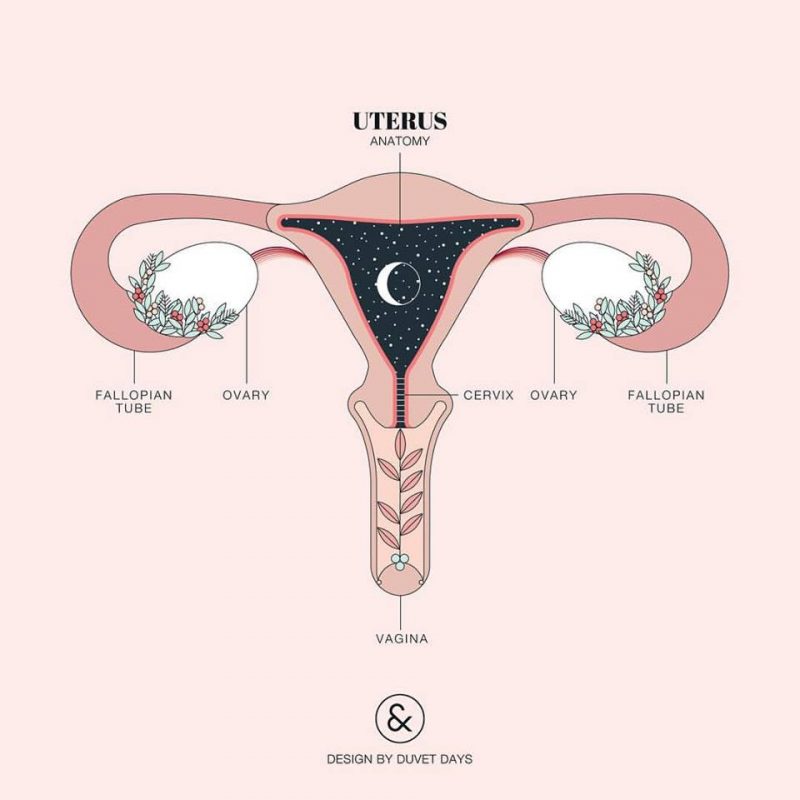 UTERUS
ANATOMY
FALLOPIAN
TUBE
OVARY
CERVIX
OVARY
FALLOPIAN
TUBE
VAGINA
&
DESIGN BY DUVET DAYS